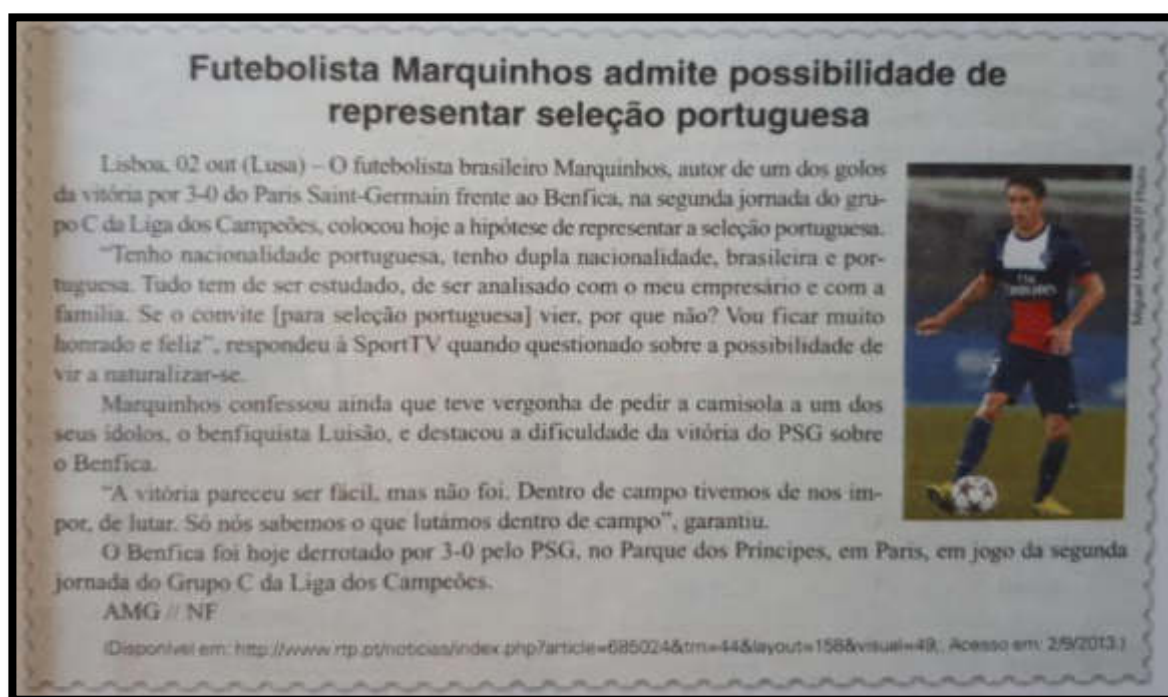 Futebolista Marquinhos admite possibilidade de
representar seleção portuguesa
Lisboa, 02 out (Lusa) – O futebolista brasileiro Marquinhos, autor de um dos golos
da vitória por 3-0 do Paris Saint-Germain frente ao Benfica, na segunda jornada do gru-
po C da Liga dos Campeões, colocou hoje a hipótese de representar a seleção portuguesa.
“Tenho nacionalidade portuguesa, tenho dupla nacionalidade, brasileira e por-
tuguesa. Tudo tem de ser estudado, de ser analisado com o meu empresário e com a
família. Se o convite [para seleção portuguesa] vier, por que não? Vou ficar muito
honrado e feliz”, respondeu à SportTV quando questionado sobre a possibilidade de
vir a naturalizar-se.
Marquinhos confessou ainda que teve vergonha de pedir a camisola a um dos
seus ídolos, o benfiquista Luisão, e destacou a dificuldade da vitória do PSG sobre
o Benfica.
“A vitória pareceu ser fácil, mas não foi. Dentro de campo tivemos de nos im-
por, de lutar. Só nós sabemos o que lutámos dentro de campo”, garantiu.
O Benfica foi hoje derrotado por 3-0 pelo PSG, no Parque dos Príncipes, em Paris, em jogo da segunda
jornada do Grupo C da Liga dos Campeões.
AMG // NF
(Disponível em: http://www.rtp.pt/noticias/index.php?article=685024&tm=44&layout=158&visual=49;. Acesso em: 2/9/2013.)
Fly
Emirates